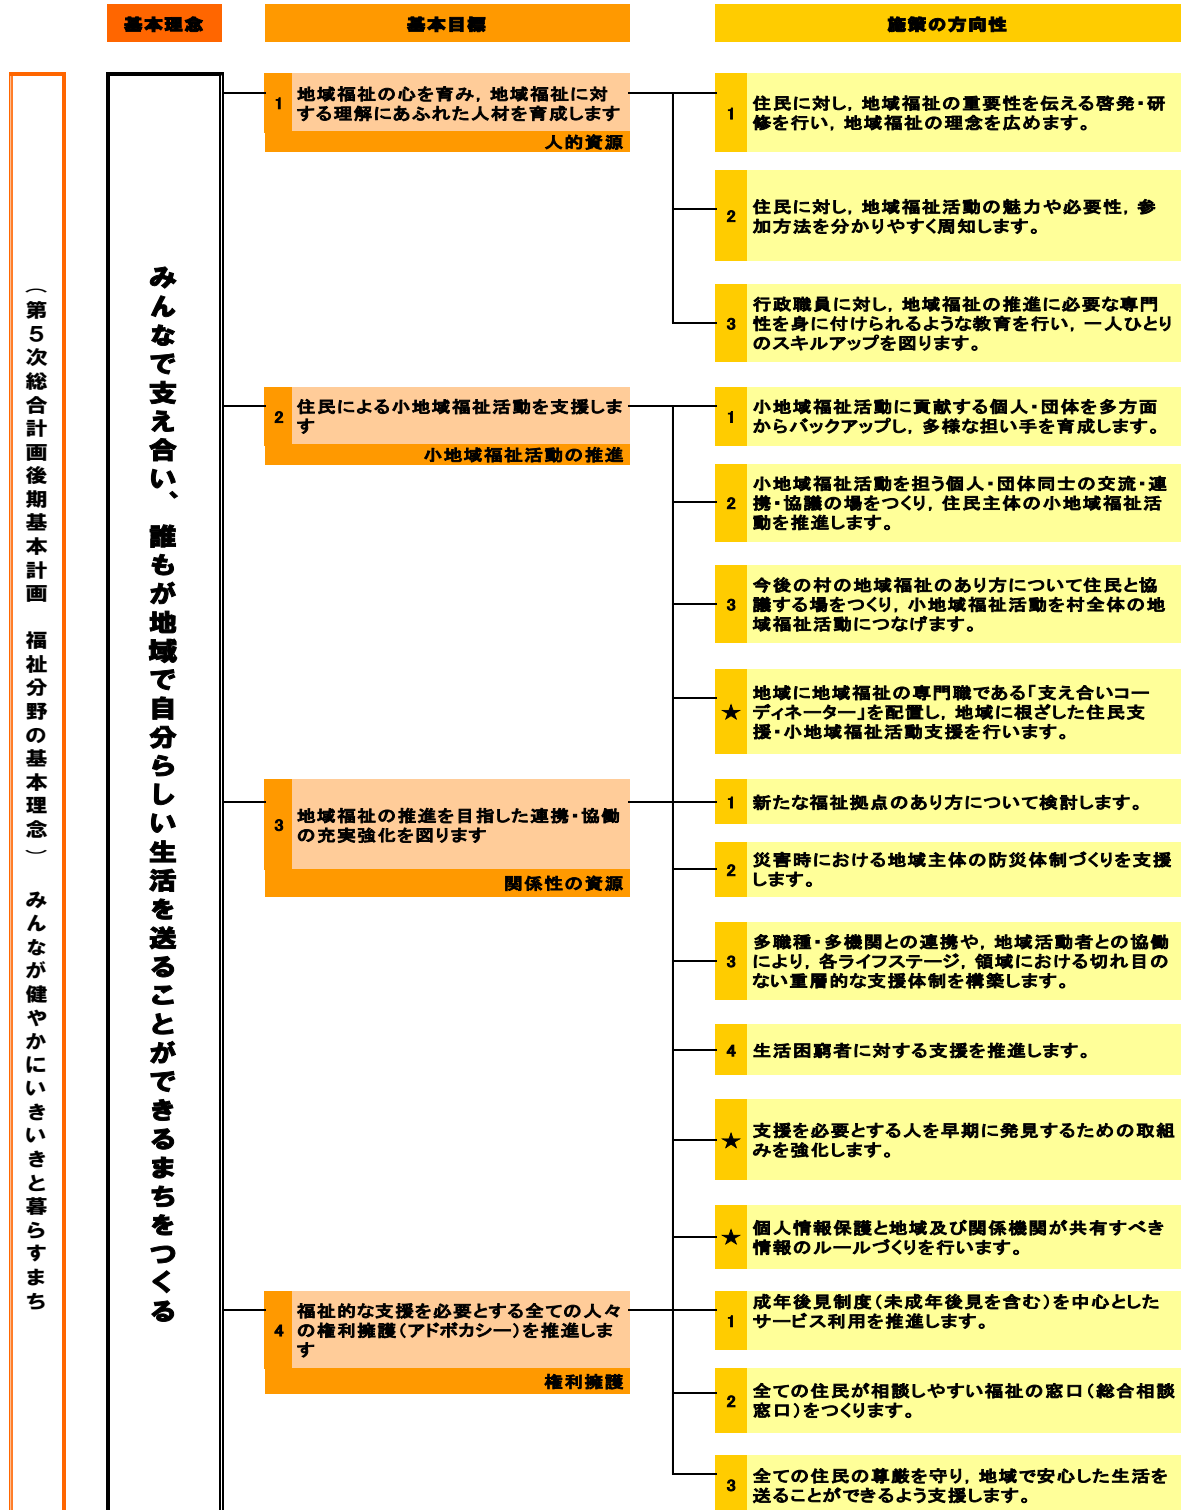 基本理念
基本目標
施策の方向性
（第５次総合計画後期基本計画　福祉分野の基本理念）　みんなが健やかにいきいきと暮らすまち
みんなで支え合い、誰もが地域で自分らしい生活を送ることができるまちをつくる
1
地域福祉の心を育み，地域福祉に対
する理解にあふれた人材を育成します
人的資源
1
住民に対し，地域福祉の重要性を伝える啓発・研
修を行い，地域福祉の理念を広めます。
2
住民に対し，地域福祉活動の魅力や必要性，参
加方法を分かりやすく周知します。
3
行政職員に対し，地域福祉の推進に必要な専門
性を身に付けられるような教育を行い，一人ひとり
のスキルアップを図ります。
2
住民による小地域福祉活動を支援しま
す
小地域福祉活動の推進
1
小地域福祉活動に貢献する個人・団体を多方面
からバックアップし，多様な担い手を育成します。
2
小地域福祉活動を担う個人・団体同士の交流・連
携・協議の場をつくり，住民主体の小地域福祉活
動を推進します。
3
今後の村の地域福祉のあり方について住民と協
議する場をつくり，小地域福祉活動を村全体の地
域福祉活動につなげます。
★
地域に地域福祉の専門職である「支え合いコー
ディネーター」を配置し，地域に根ざした住民支
援・小地域福祉活動支援を行います。
3
地域福祉の推進を目指した連携・協働
の充実強化を図ります
関係性の資源
1
新たな福祉拠点のあり方について検討します。
2
災害時における地域主体の防災体制づくりを支援
します。
3
多職種・多機関との連携や，地域活動者との協働
により，各ライフステージ，領域における切れ目の
ない重層的な支援体制を構築します。
4
生活困窮者に対する支援を推進します。
★
支援を必要とする人を早期に発見するための取組
みを強化します。
★
個人情報保護と地域及び関係機関が共有すべき
情報のルールづくりを行います。
4
福祉的な支援を必要とする全ての人々
の権利擁護（アドボカシー）を推進しま
す
権利擁護
1
成年後見制度（未成年後見を含む）を中心とした
サービス利用を推進します。
2
全ての住民が相談しやすい福祉の窓口（総合相談
窓口）をつくります。
3
全ての住民の尊厳を守り，地域で安心した生活を
送ることができるよう支援します。